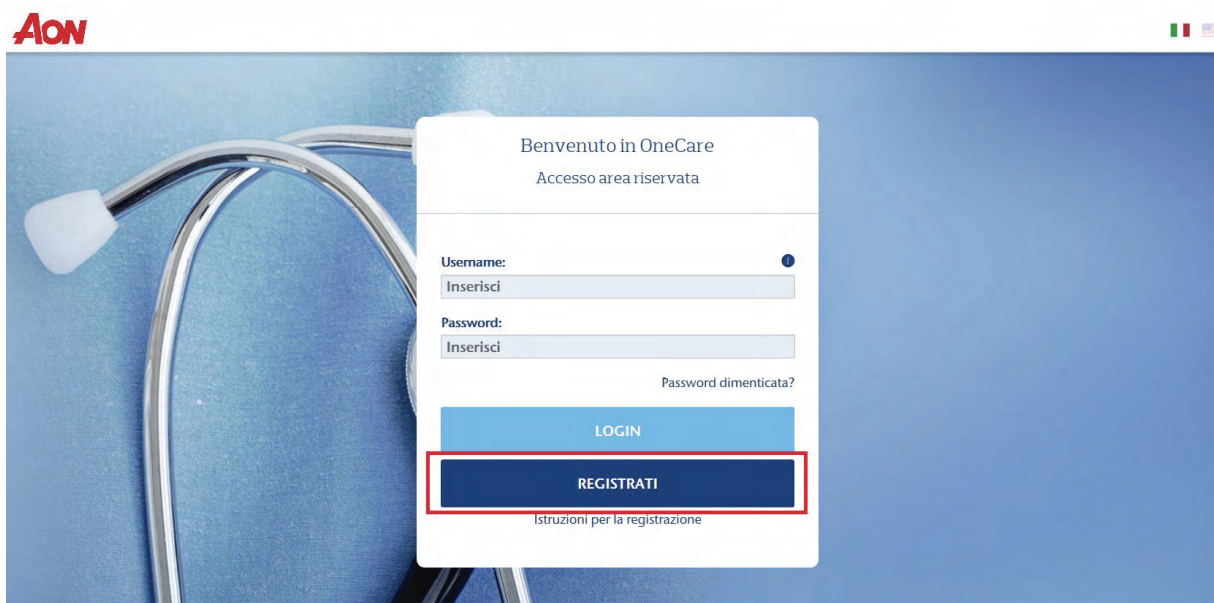 AON
Benvenuto in OneCare
Accesso area riservata
Username:
i
Inserisci
Password:
Inserisci
Password dimenticata?
LOGIN
REGISTRATI
Istruzioni per la registrazione